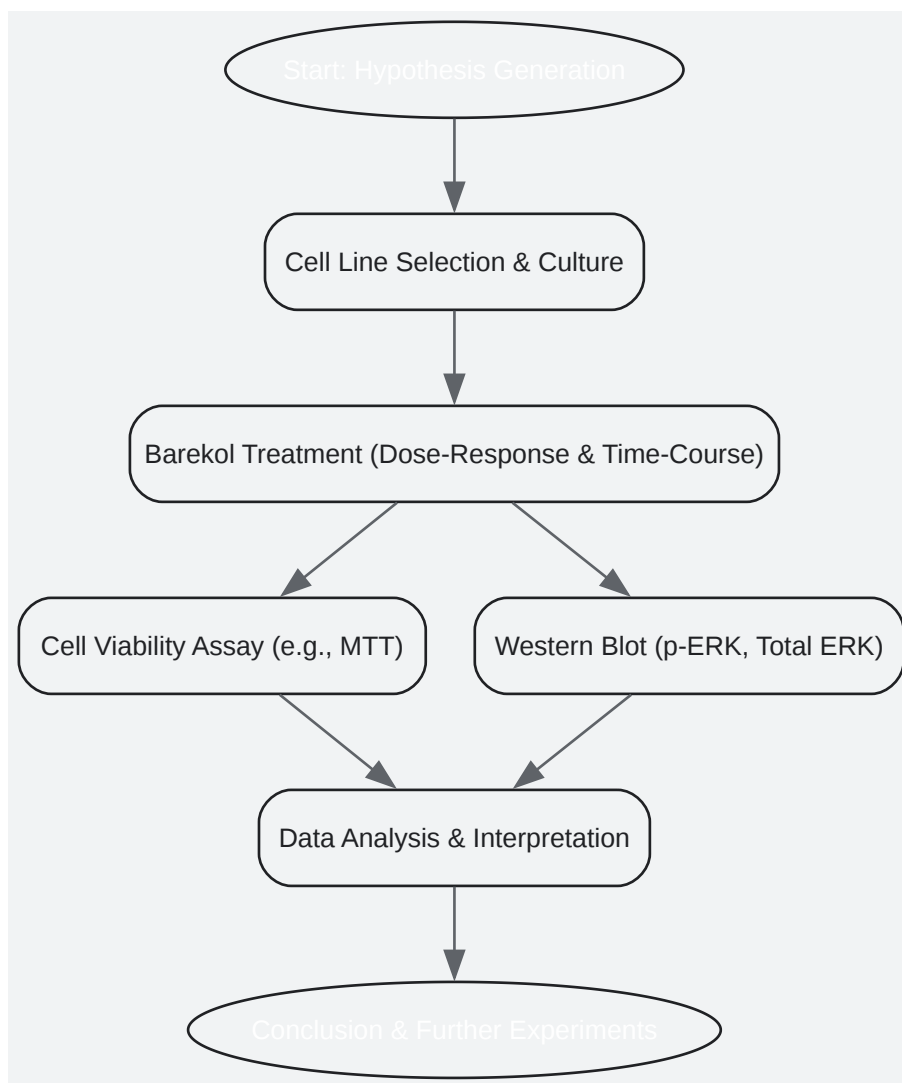 Start: Hypothesis Generation
Cell Line Selection & Culture
Barekol Treatment (Dose-Response & Time-Course)
Cell Viability Assay (e.g., MTT)
Western Blot (p-ERK, Total ERK)
Data Analysis & Interpretation
Conclusion & Further Experiments